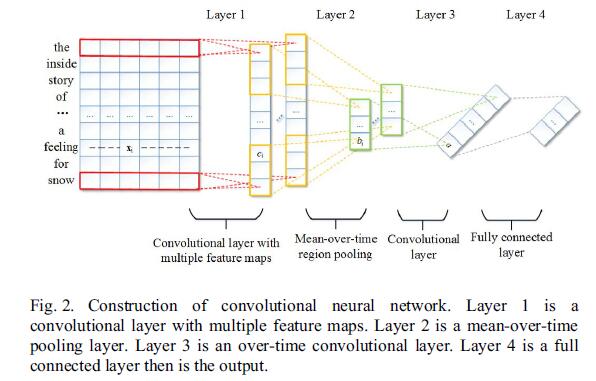 Layer 1 Layer 2 Layer 3 Layer 4
the
inside
story
of
...
a
feeling
for
snow
... ... ... ... ... ...
xi
ci
...
...
...
...
bi
...
...
a
...
...
Convolutional layer with
multiple feature maps
Mean-over-time
region pooling
Convolutional
layer
Fully connected
layer
Fig. 2. Construction of convolutional neural network. Layer 1 is a
convolutional layer with multiple feature maps. Layer 2 is a mean-over-time
pooling layer. Layer 3 is an over-time convolutional layer. Layer 4 is a full
connected layer then is the output.